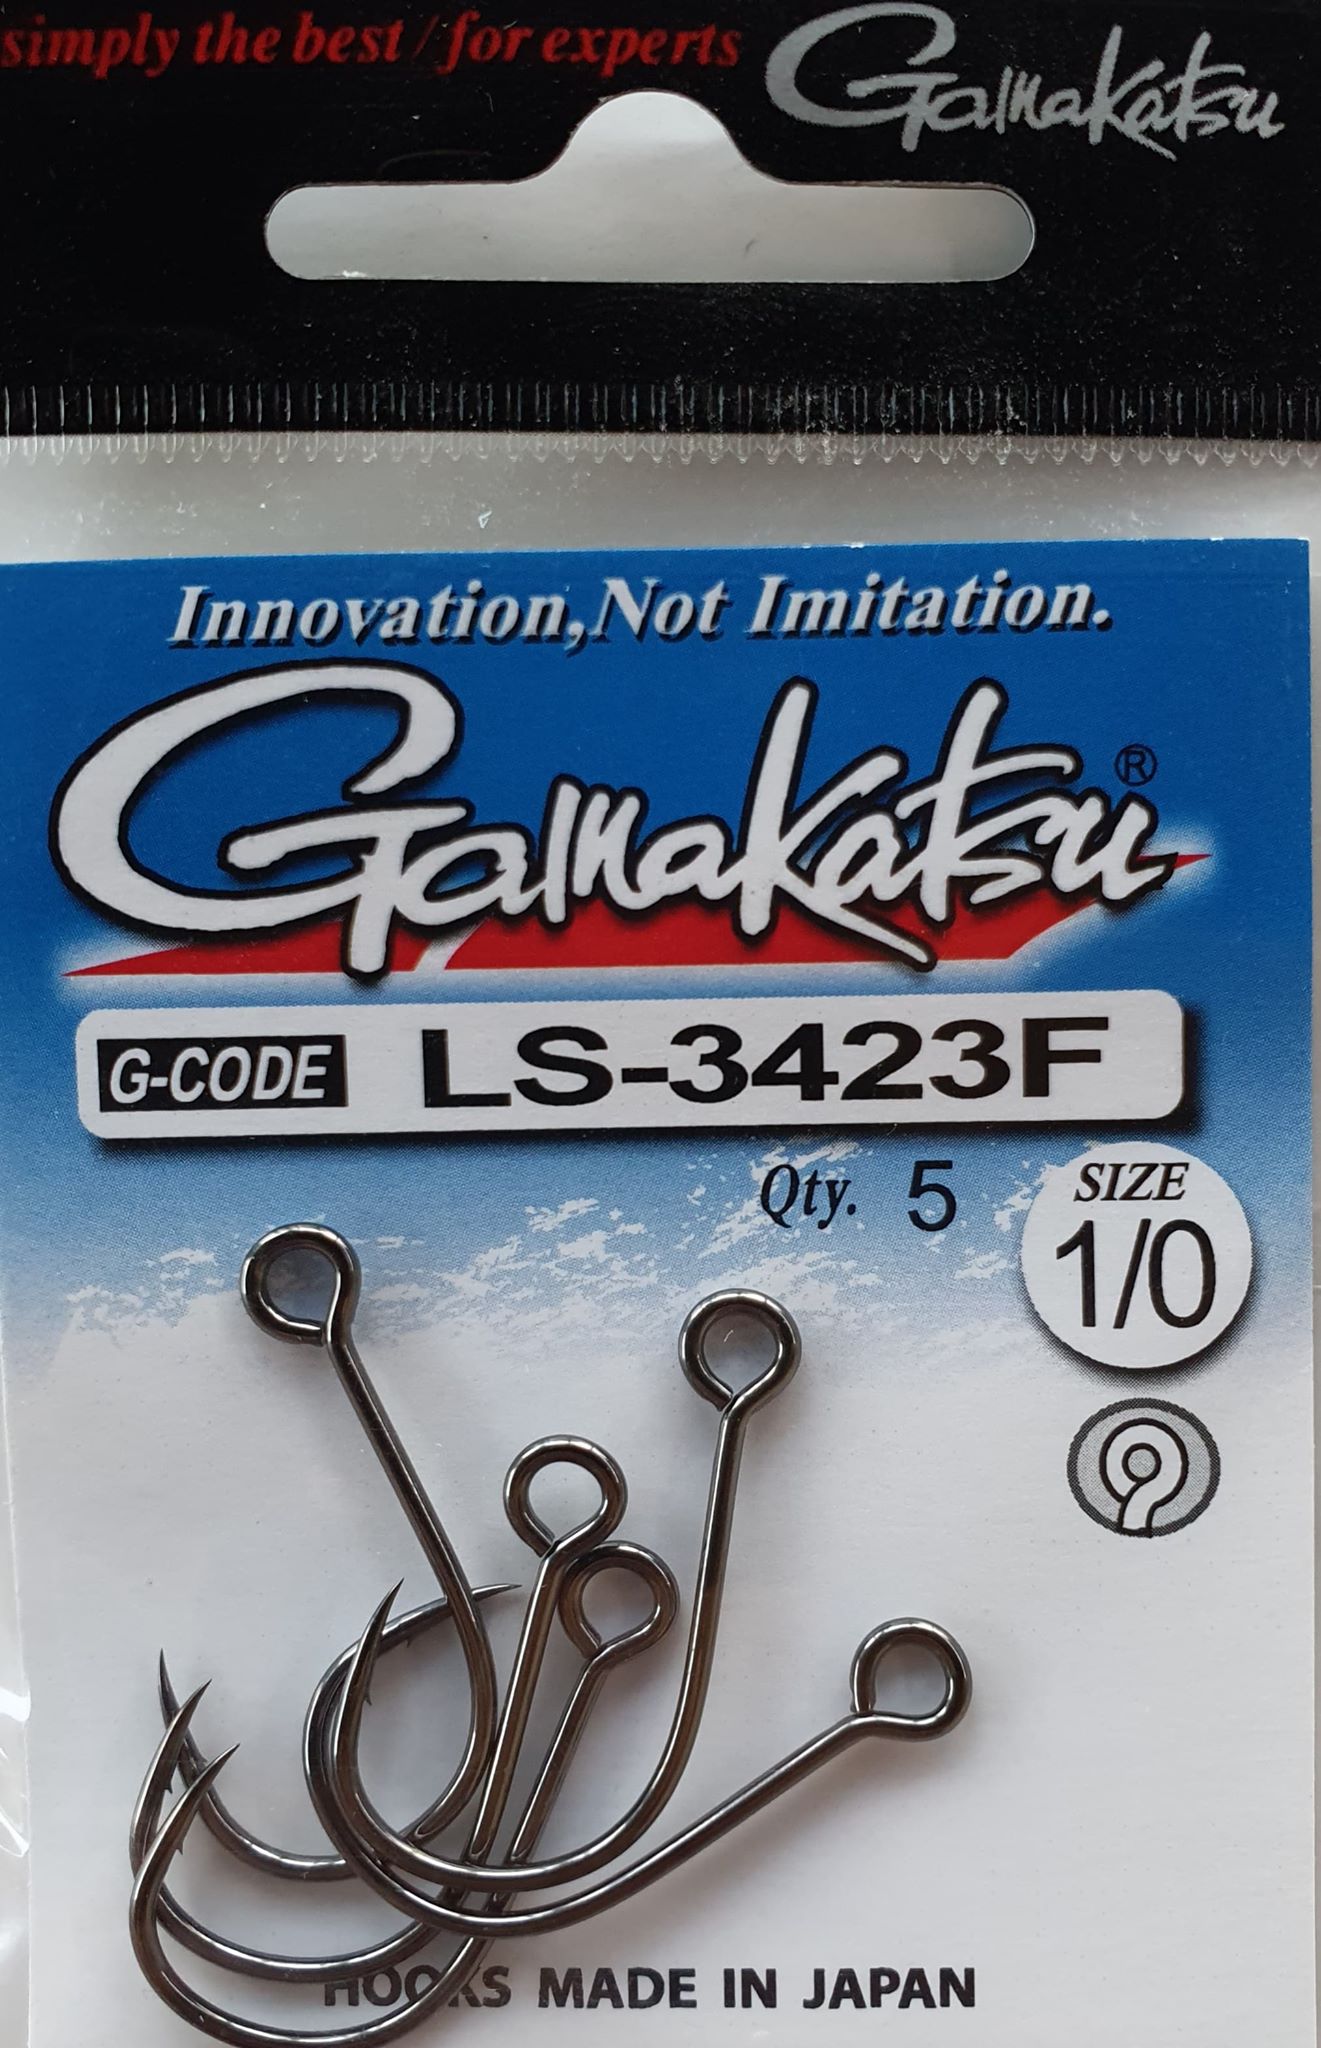 simply the best / for experts Gamakatsu
Innovation, Not Imitation.
Gamakatsu®
G-CODE LS-3423F
Qty. 5
SIZE
1/0
HOOKS MADE IN JAPAN